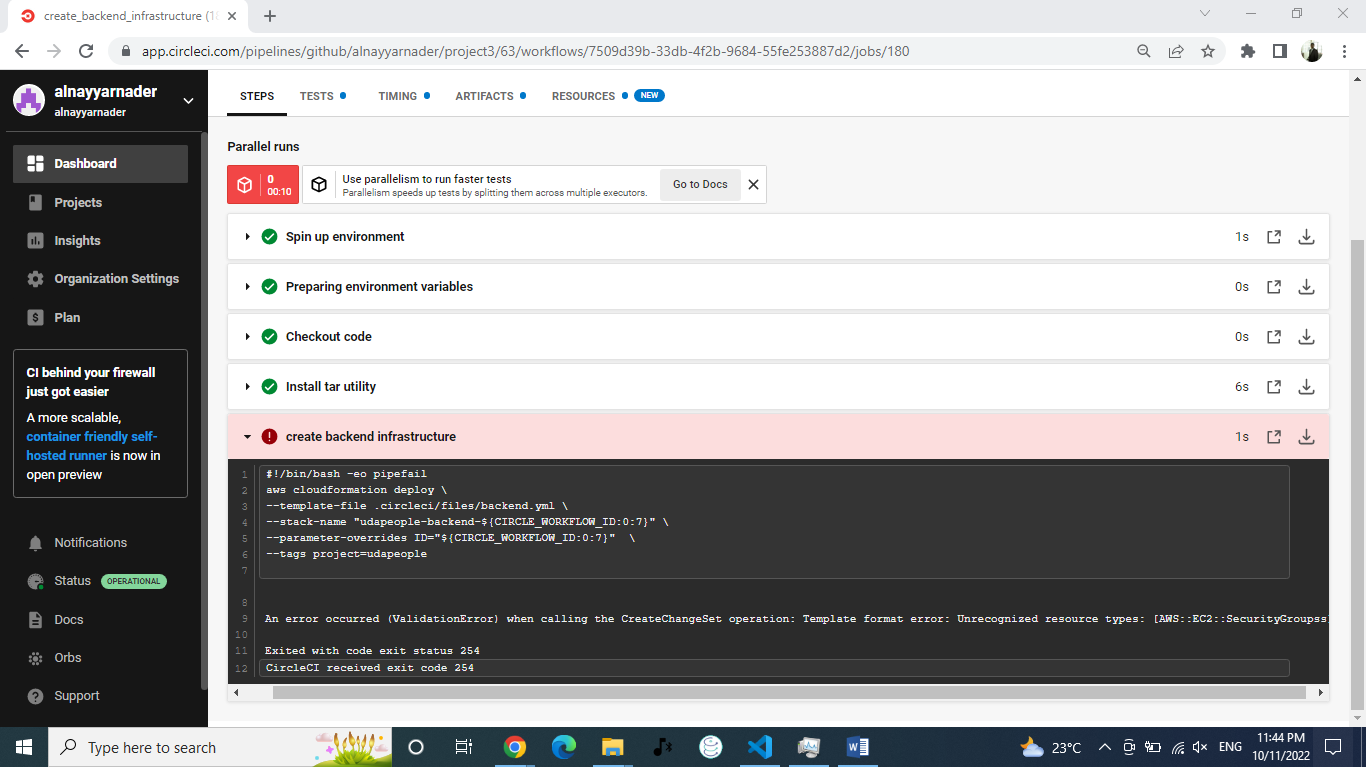 create_backend_infrastructure (18
app.circleci.com/pipelines/github/alnayyarnader/project3/63/workflows/7509d39b-33db-4f2b-9684-55fe253887d2/jobs/180
alnayyarnader
alnayyarnader
Dashboard
Projects
Insights
Organization Settings
Plan
CI behind your firewall
just got easier
A more scalable,
container friendly self-
hosted runner is now in
open preview
Notifications
Status OPERATIONAL
Docs
Orbs
Support
STEPS TESTS TIMING ARTIFACTS RESOURCES NEW
Parallel runs
0
00:10
Use parallelism to run faster tests
Parallelism speeds up tests by splitting them across multiple executors.
Go to Docs
Spin up environment 1s
Preparing environment variables 0s
Checkout code 0s
Install tar utility 6s
create backend infrastructure 1s
1 #!/bin/bash -eo pipefail
2 aws cloudformation deploy \
3 --template-file .circleci/files/backend.yml \
4 --stack-name "udapeople-backend-${CIRCLE_WORKFLOW_ID:0:7}" \
5 --parameter-overrides ID="${CIRCLE_WORKFLOW_ID:0:7}" \
6 --tags project=udapeople
7
8
9 An error occurred (ValidationError) when calling the CreateChangeSet operation: Template format error: Unrecognized resource types: [AWS::EC2::SecurityGroupss]
10
11 Exited with code exit status 254
12 CircleCI received exit code 254
Type here to search
23°C
ENG
11:44 PM
10/11/2022